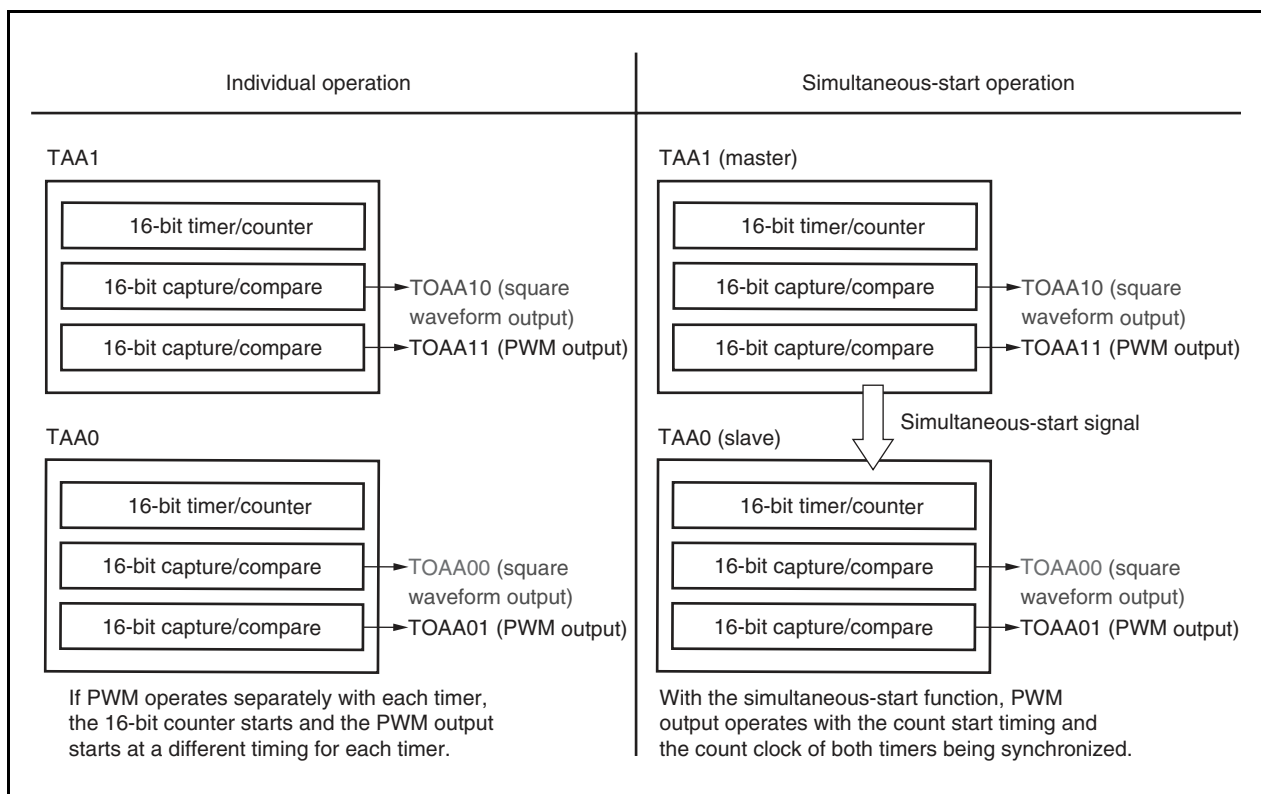 Individual operation
TAA1
16-bit timer/counter
16-bit capture/compare
TOAA10 (square
waveform output)
16-bit capture/compare
TOAA11 (PWM output)
TAA0
16-bit timer/counter
16-bit capture/compare
TOAA00 (square
waveform output)
16-bit capture/compare
TOAA01 (PWM output)
If PWM operates separately with each timer,
the 16-bit counter starts and the PWM output
starts at a different timing for each timer.
Simultaneous-start operation
TAA1 (master)
16-bit timer/counter
16-bit capture/compare
TOAA10 (square
waveform output)
16-bit capture/compare
TOAA11 (PWM output)
Simultaneous-start signal
TAA0 (slave)
16-bit timer/counter
16-bit capture/compare
TOAA00 (square
waveform output)
16-bit capture/compare
TOAA01 (PWM output)
With the simultaneous-start function, PWM
output operates with the count start timing and
the count clock of both timers being synchronized.